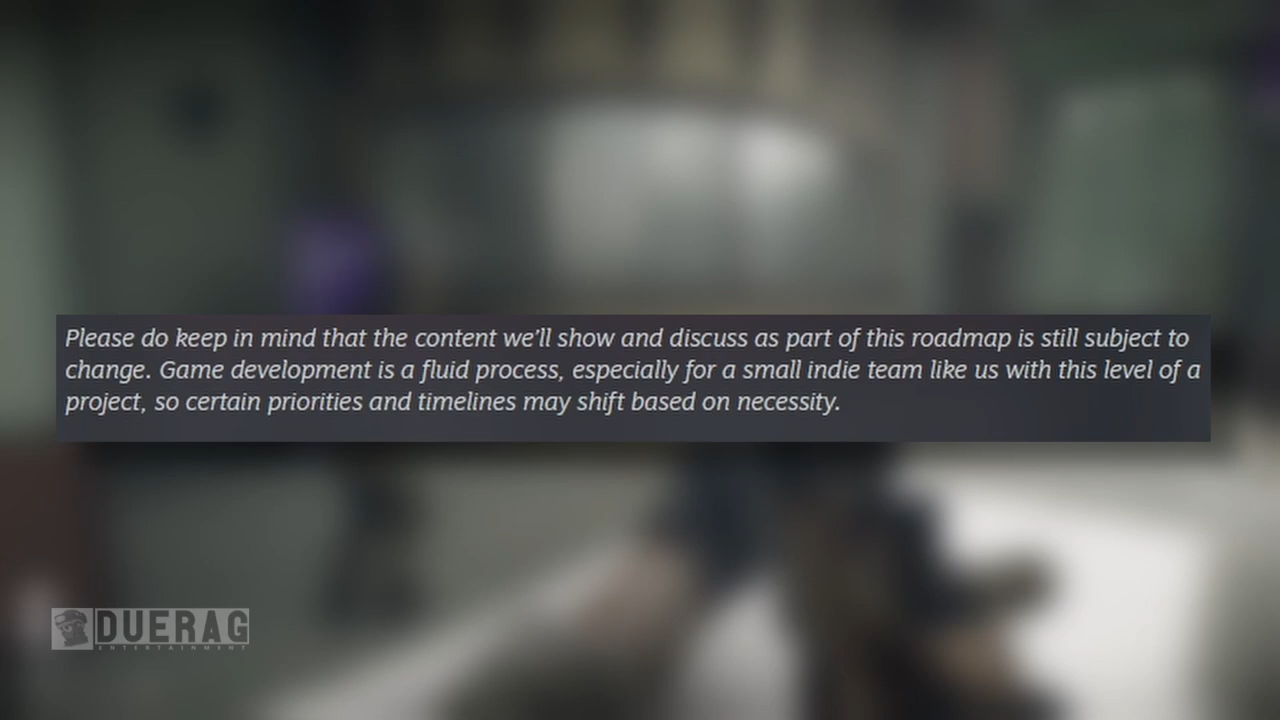 Please do keep in mind that the content we'll show and discuss as part of this roadmap is still subject to
change. Game development is a fluid process, especially for a small indie team like us with this level of a
project, so certain priorities and timelines may shift based on necessity.
DUERAG
ENTERTAINMENT